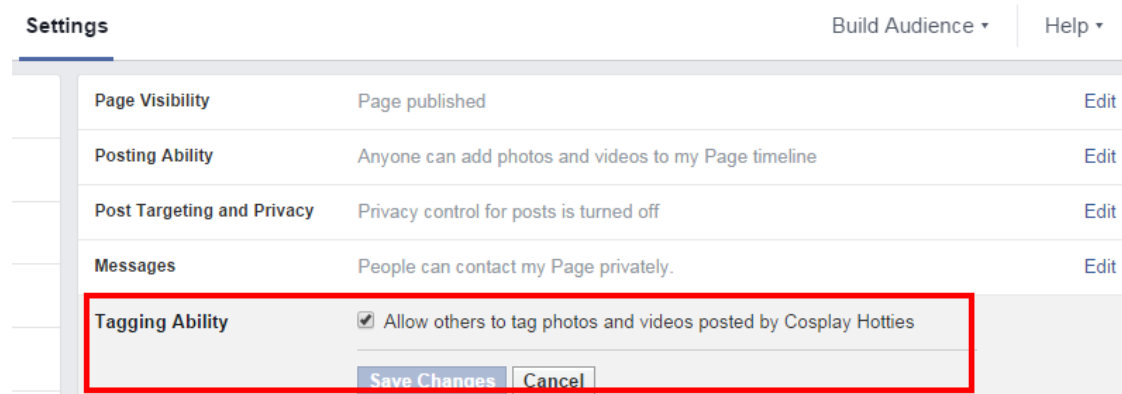 Settings Build Audience Help
Page Visibility Page published Edit
Posting Ability Anyone can add photos and videos to my Page timeline Edit
Post Targeting and Privacy Privacy control for posts is turned off Edit
Messages People can contact my Page privately. Edit
Tagging Ability Allow others to tag photos and videos posted by Cosplay Hotties
Save Changes Cancel